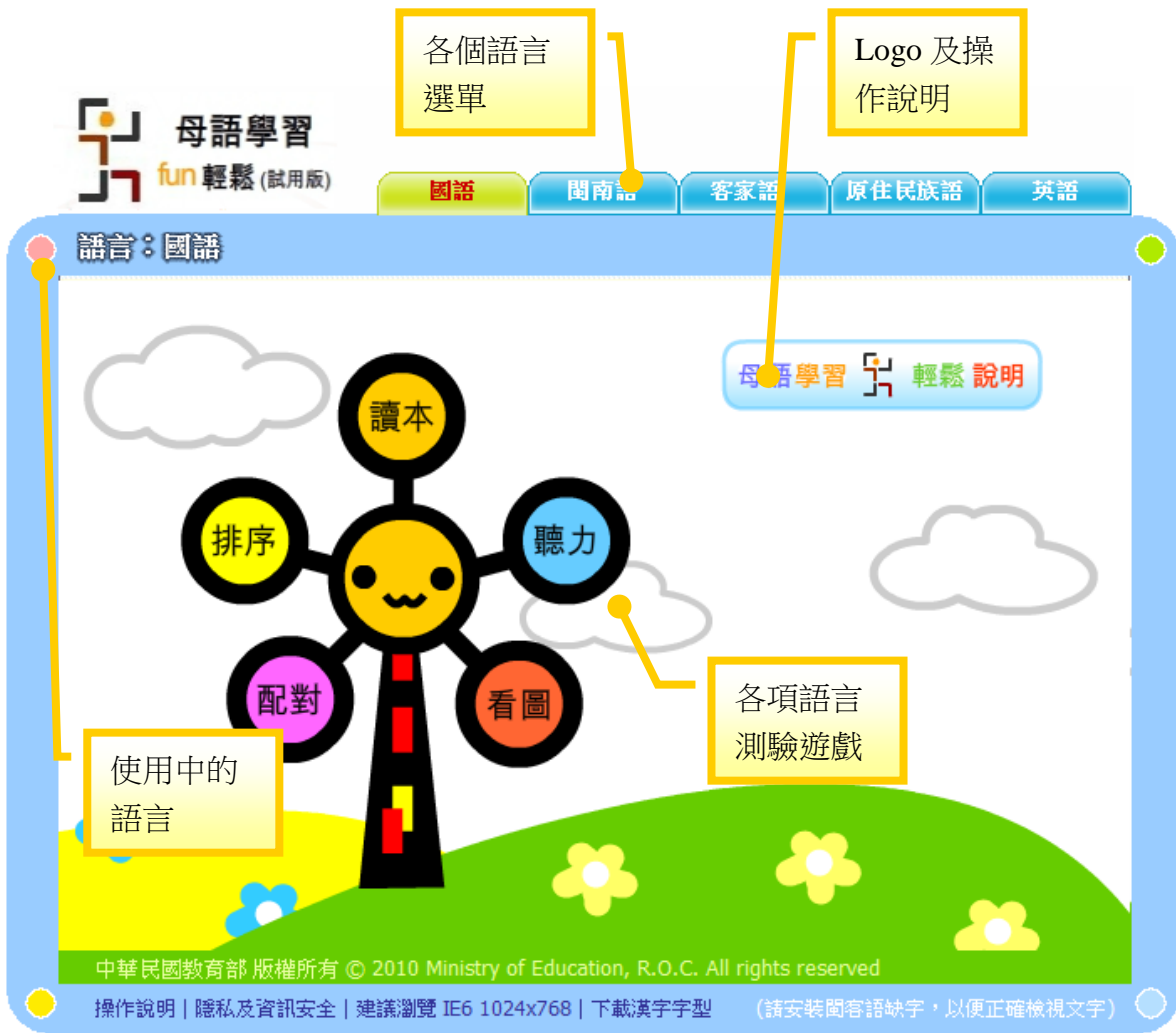 各個語言
選單
Logo 及操
作說明
母語學習
fun 輕鬆 (試用版)
國語 閩南語 客家語 原住民族語 英語
語言：國語
母語學習 輕鬆 說明
讀本
排序
聽力
配對
看圖
各項語言
測驗遊戲
使用中的
語言
中華民國教育部 版權所有 © 2010 Ministry of Education, R.O.C. All rights reserved
操作說明 | 隱私及資訊安全 | 建議瀏覽 IE6 1024x768 | 下載漢字字型 (請安裝閩客語缺字，以便正確檢視文字)